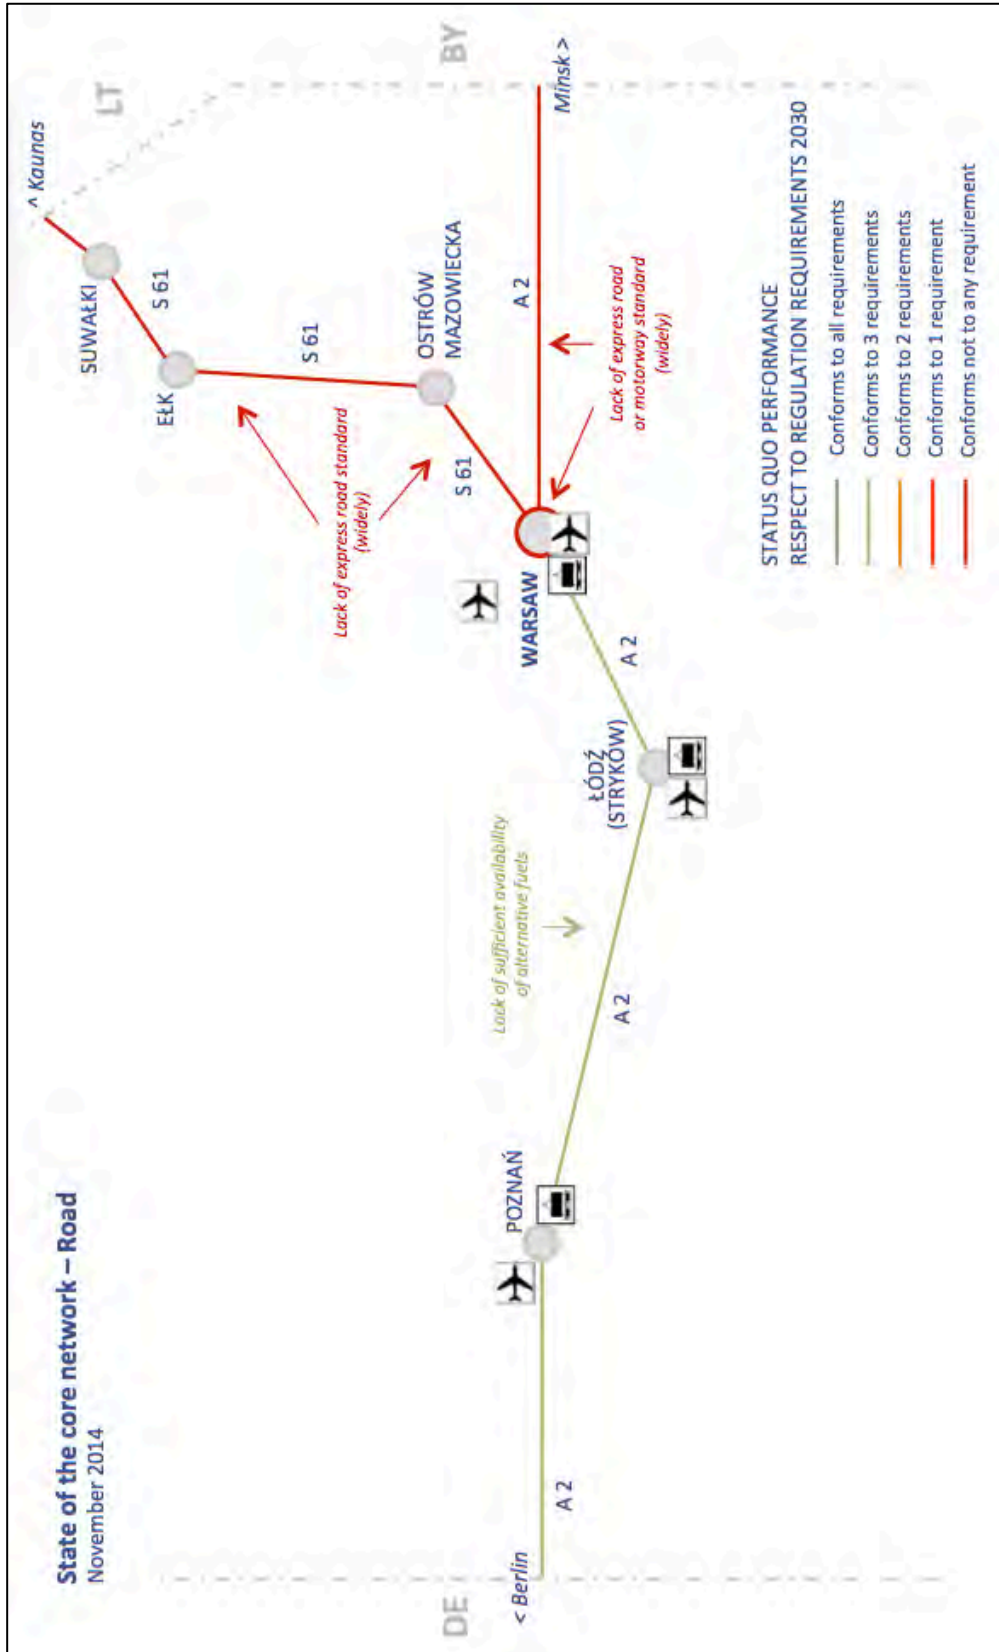 State of the core network – Road
November 2014
DE
< Berlin
A 2
POZNAŃ
A 2
Lack of sufficient availability
of alternative fuels
ŁÓDŹ
(STRYKÓW)
A 2
WARSAW
S 61
Lack of express road standard
(widely)
OSTRÓW
MAZOWIECKA
S 61
EŁK
S 61
SUWAŁKI
^ Kaunas
LT
BY
A 2
Minsk >
Lack of express road
or motorway standard
(widely)
STATUS QUO PERFORMANCE
RESPECT TO REGULATION REQUIREMENTS 2030
Conforms to all requirements
Conforms to 3 requirements
Conforms to 2 requirements
Conforms to 1 requirement
Conforms not to any requirement